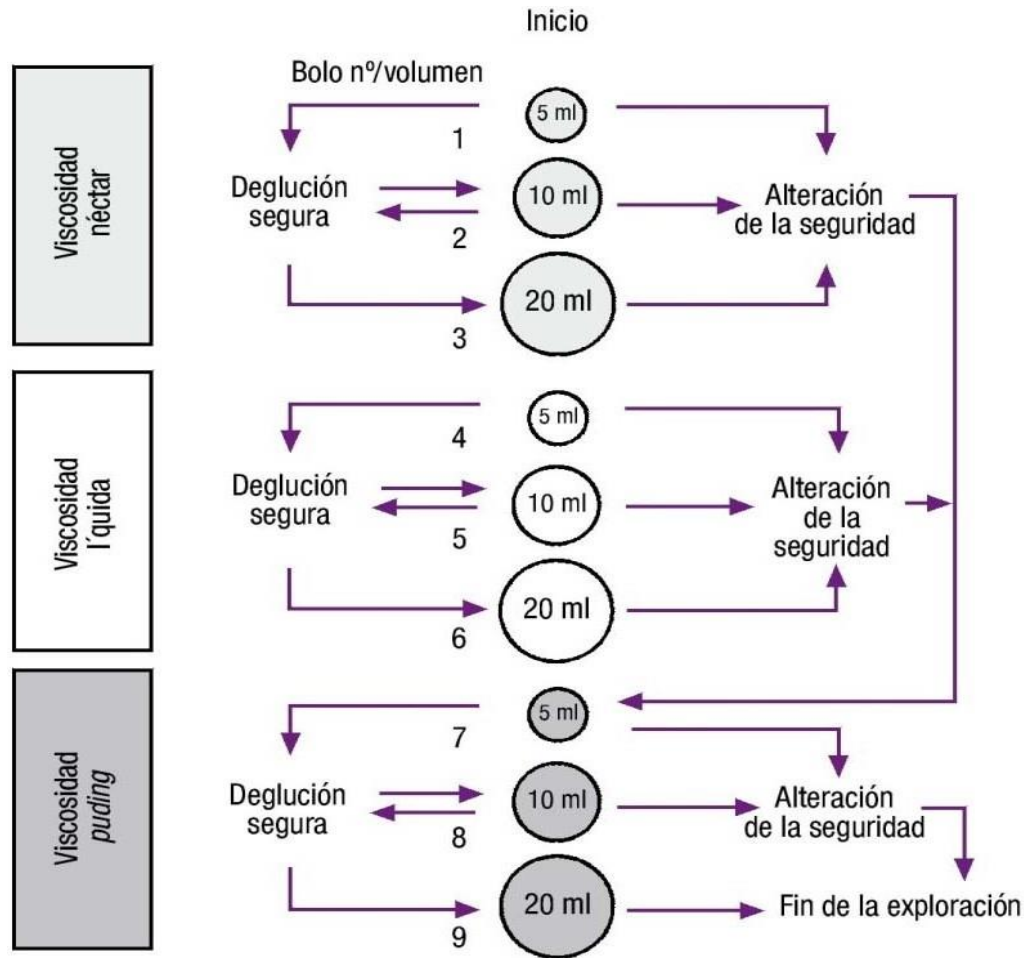 Inicio
Bolo nº/volumen
Viscosidad
néctar
5 ml
1
Deglución
segura
10 ml
2
Alteración
de la seguridad
20 ml
3
Viscosidad
l´quida
5 ml
4
Deglución
segura
10 ml
5
Alteración
de la
seguridad
20 ml
6
Viscosidad
puding
5 ml
7
Deglución
segura
10 ml
8
Alteración
de la seguridad
20 ml
9
Fin de la exploración